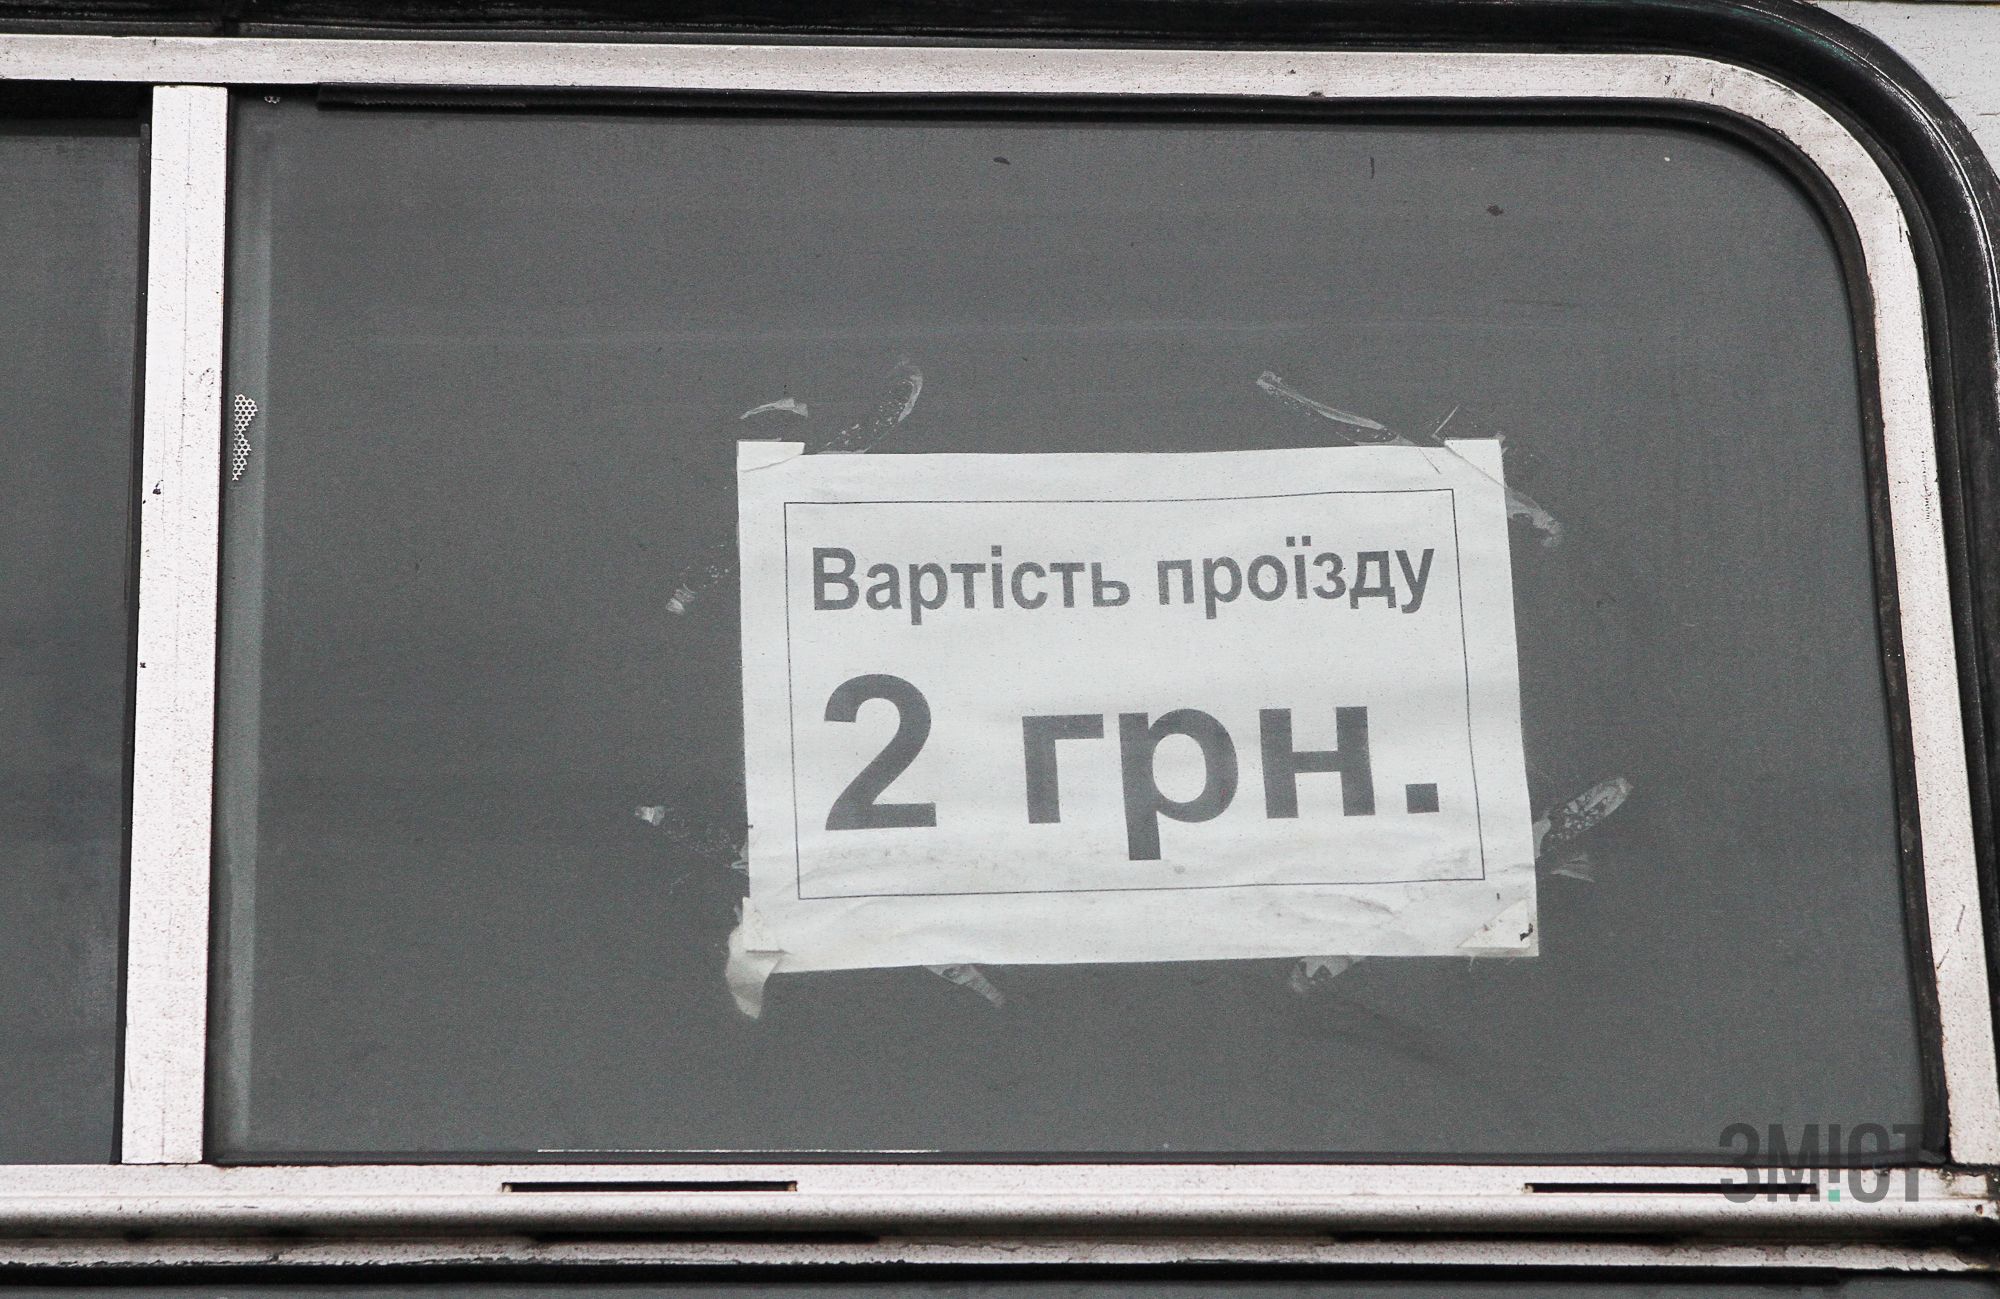 Вартість проїзду
2 грн.
ЗМІСТ